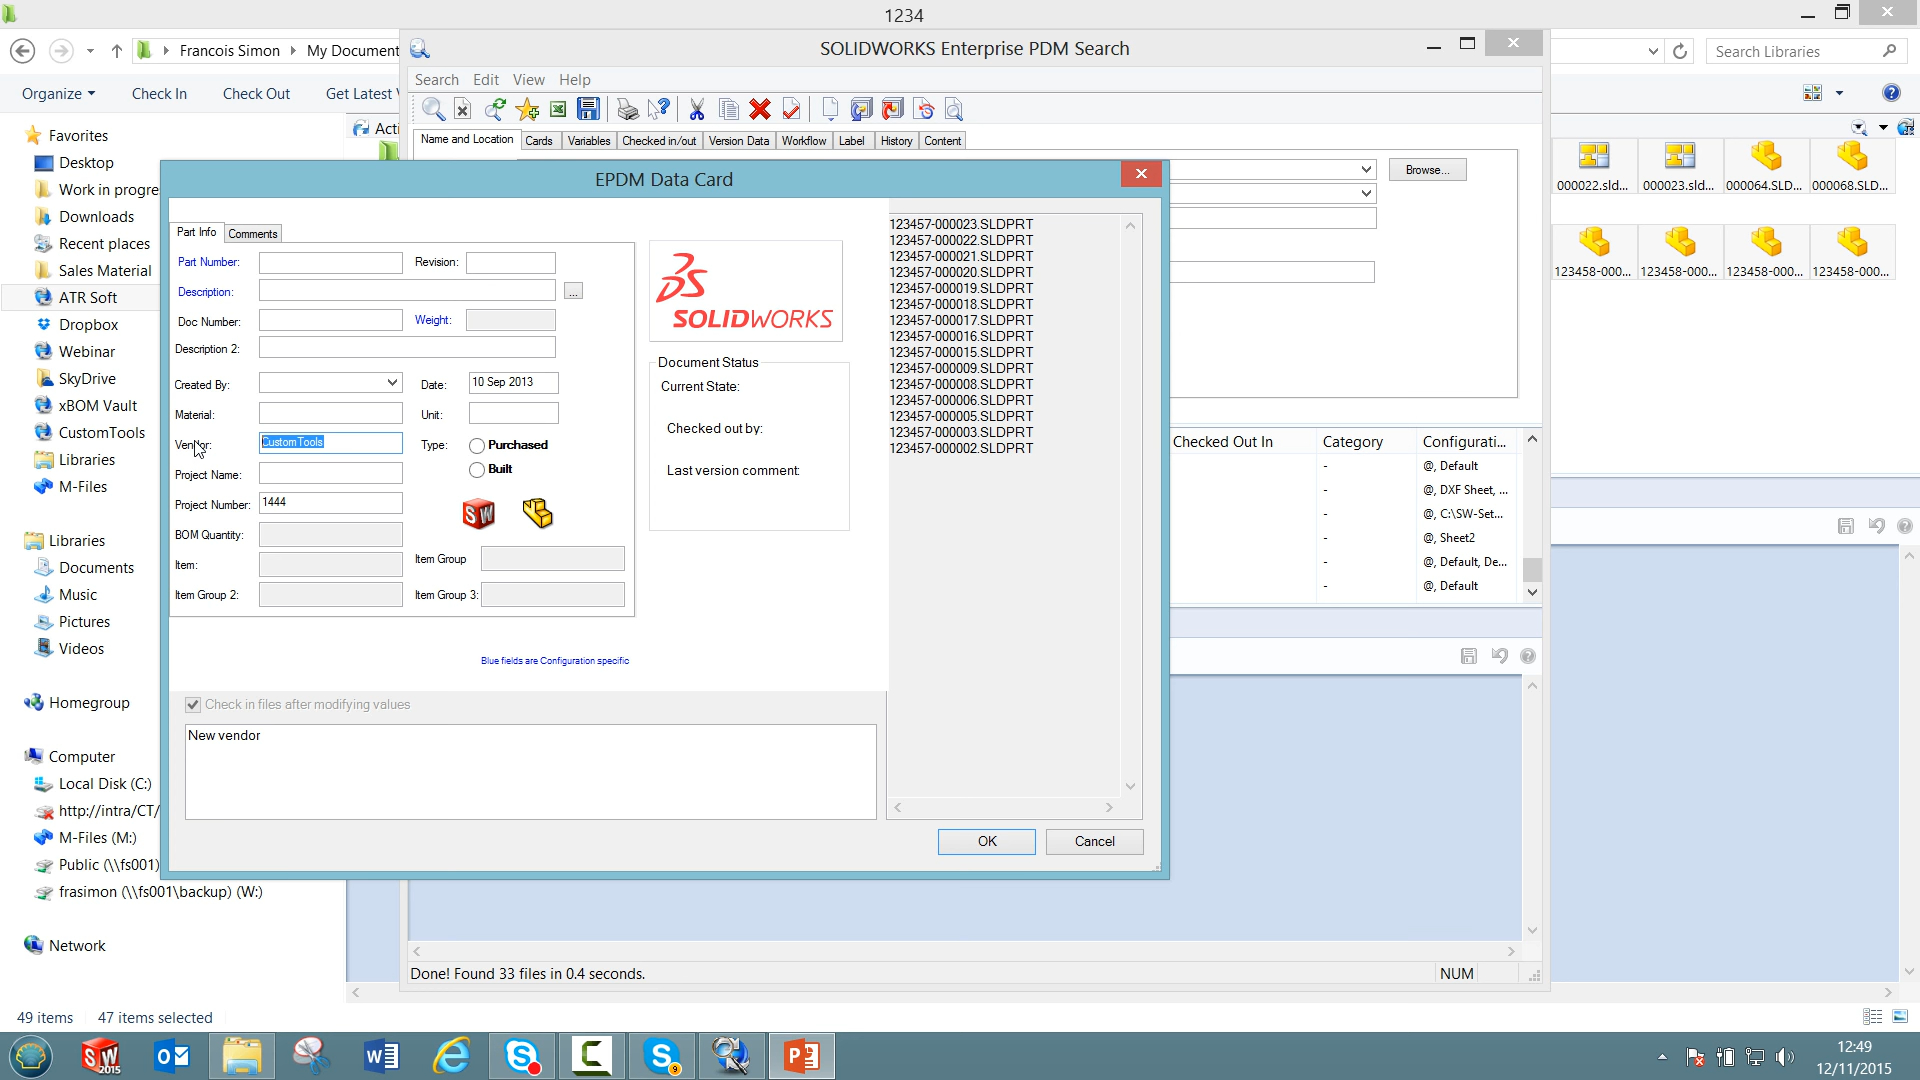 1234
Francois Simon
My Document
SOLIDWORKS Enterprise PDM Search
Search Libraries
Search Edit View Help
Organize
Check In
Check Out
Get Latest
Name and Location
Cards
Variables
Checked in/out
Version Data
Workflow
Label
History
Content
Browse...
Favorites
Desktop
Work in progre
Downloads
Recent places
Sales Material
ATR Soft
Dropbox
Webinar
SkyDrive
xBOM Vault
CustomTools
Libraries
M-Files
Libraries
Documents
Music
Pictures
Videos
Homegroup
Computer
Local Disk (C:)
http://intra/CT/
M-Files (M:)
Public (\\fs001)
frasimon (\\fs001\backup) (W:)
Network
Acti
EPDM Data Card
Part Info
Comments
Part Number:
Revision:
Description:
...
Doc Number:
Weight:
Description 2:
Created By:
Date:
10 Sep 2013
Material:
Unit:
Vendor:
CustomTools
Type:
Purchased
Built
Project Name:
Project Number:
1444
BOM Quantity:
Item:
Item Group
Item Group 2:
Item Group 3:
Blue fields are Configuration specific
SOLIDWORKS
Document Status
Current State:
Checked out by:
Last version comment:
Check in files after modifying values
New vendor
123457-000023.SLDPRT
123457-000022.SLDPRT
123457-000021.SLDPRT
123457-000020.SLDPRT
123457-000019.SLDPRT
123457-000018.SLDPRT
123457-000017.SLDPRT
123457-000016.SLDPRT
123457-000015.SLDPRT
123457-000009.SLDPRT
123457-000008.SLDPRT
123457-000006.SLDPRT
123457-000005.SLDPRT
123457-000003.SLDPRT
123457-000002.SLDPRT
OK
Cancel
Checked Out In
Category
Configurati...
- @, Default
- @, DXF Sheet, ...
- @, C:\SW-Set...
- @, Sheet2
- @, Default, De...
- @, Default
000022.sld...
000023.sld...
000064.SLD...
000068.SLD...
123458-000...
123458-000...
123458-000...
123458-000...
Done! Found 33 files in 0.4 seconds.
NUM
49 items
47 items selected
SW
2015
9
12:49
12/11/2015